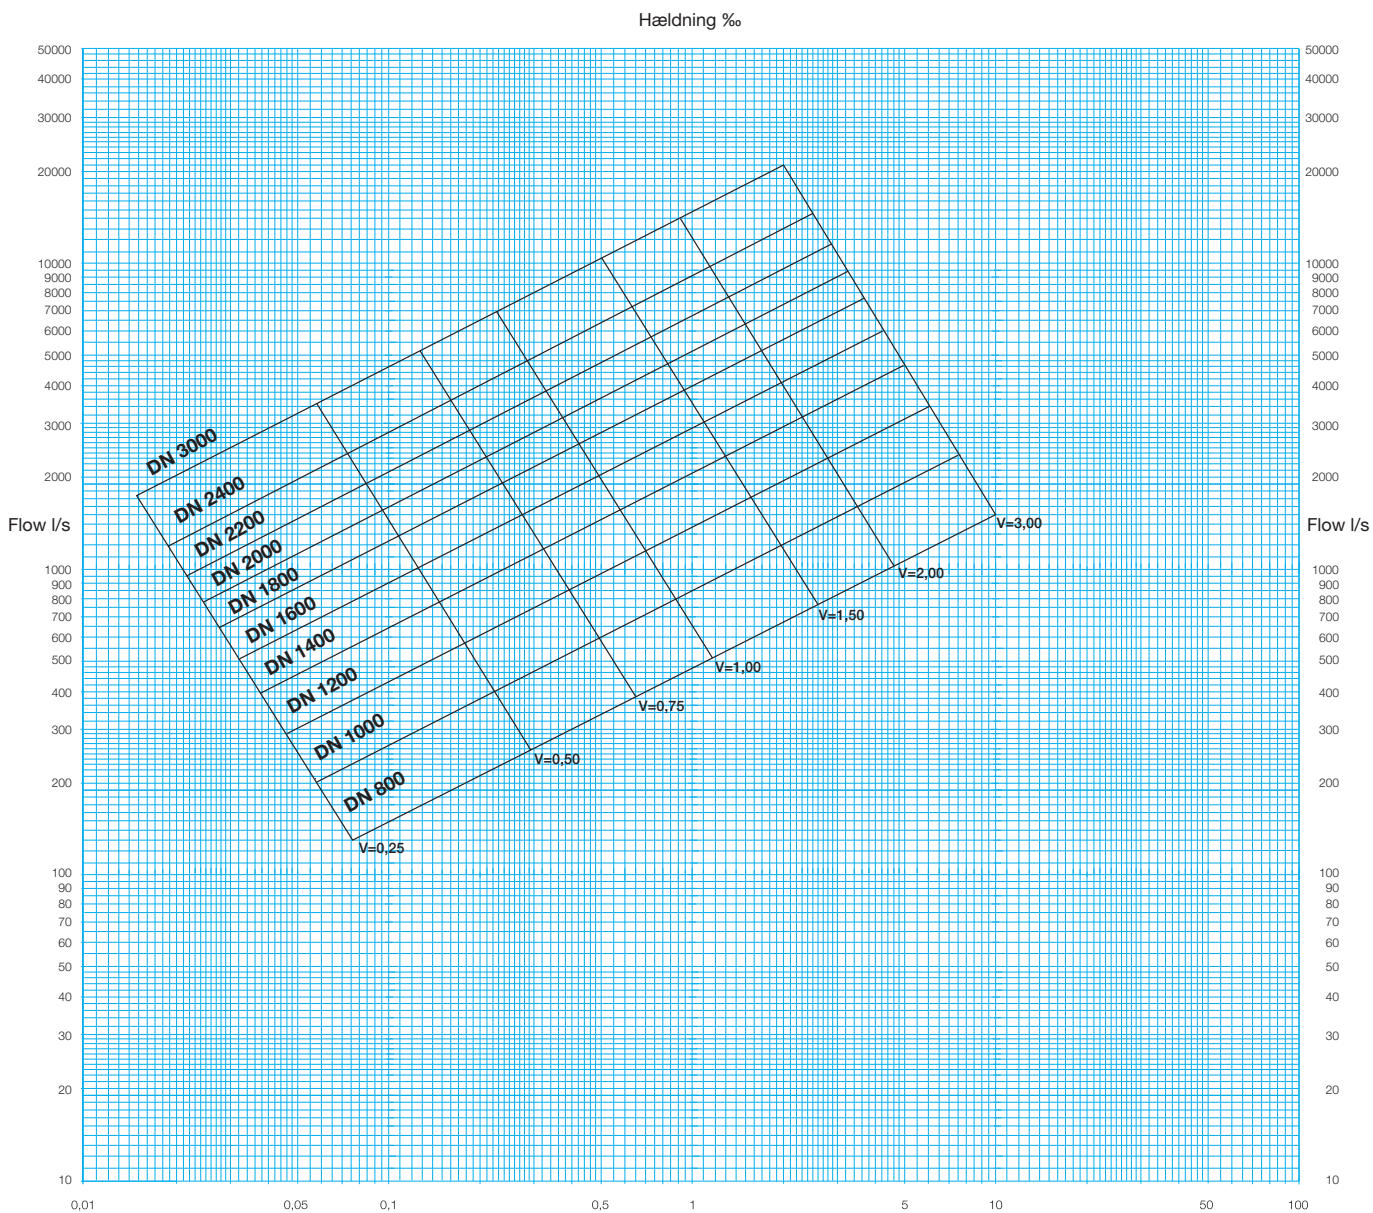 Hældning ‰
50000 50000
40000 40000
30000 30000
20000 20000
10000 10000
9000 9000
8000 8000
7000 7000
6000 6000
5000 5000
4000 4000
3000 3000
DN 3000
2000 2000
DN 2400
Flow l/s DN 2200 V=3,00 Flow l/s
DN 2000
1000 V=2,00 1000
900 DN 1800 900
800 800
700 DN 1600 V=1,50 700
600 DN 1400 600
500 V=1,00 500
400 DN 1200 400
V=0,75
300 DN 1000 300
V=0,50
200 DN 800 200
V=0,25
100 100
90 90
80 80
70 70
60 60
50 50
40 40
30 30
20 20
10 10
0,01 0,05 0,1 0,5 1 5 10 50 100